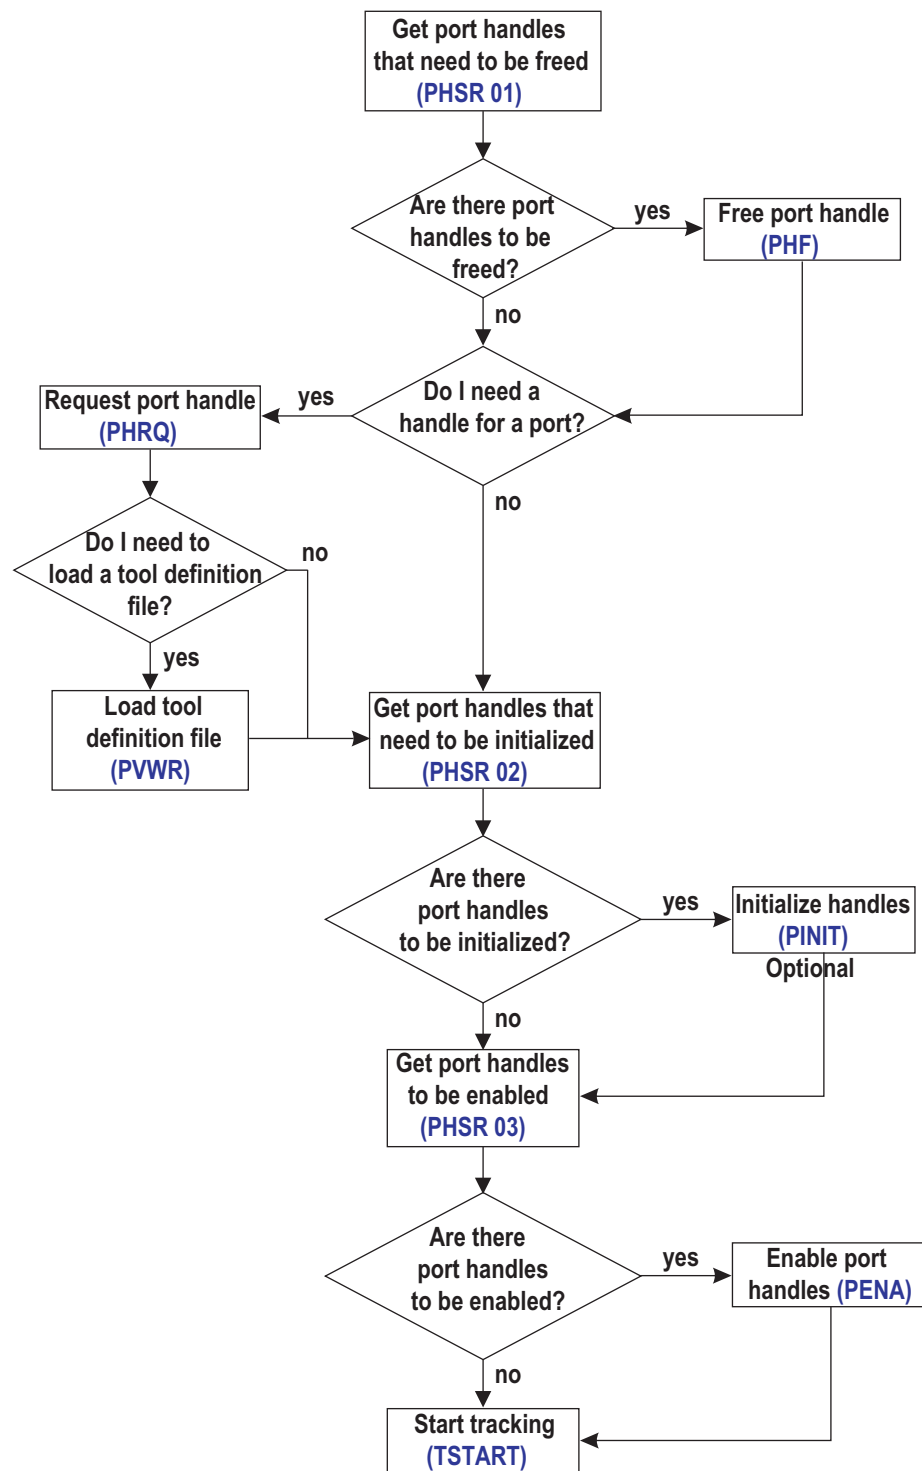 Get port handles
that need to be freed
(PHSR 01)
Are there port
handles to be
freed?
yes
Free port handle
(PHF)
no
Do I need a
handle for a port?
yes
Request port handle
(PHRQ)
no
Do I need to
load a tool definition
file?
no
yes
Load tool
definition file
(PVWR)
Get port handles that
need to be initialized
(PHSR 02)
Are there
port handles
to be initialized?
yes
Initialize handles
(PINIT)
Optional
no
Get port handles
to be enabled
(PHSR 03)
Are there
port handles
to be enabled?
yes
Enable port
handles (PENA)
no
Start tracking
(TSTART)